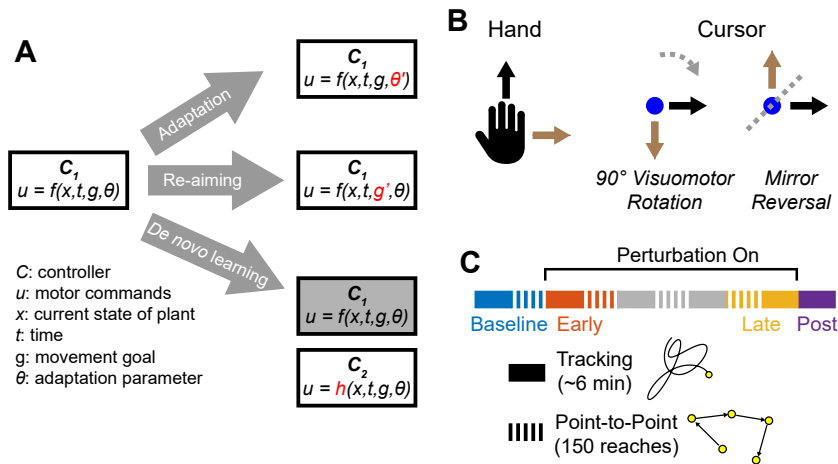 A
C1
u = f(x,t,g,θ)
Adaptation
Re-aiming
De novo learning
C1
u = f(x,t,g,θ')
C1
u = f(x,t,g',θ)
C1
u = f(x,t,g,θ)
C2
u = h(x,t,g,θ)
C: controller
u: motor commands
x: current state of plant
t: time
g: movement goal
θ: adaptation parameter
B
Hand
Cursor
90° Visuomotor
Rotation
Mirror
Reversal
C
Perturbation On
Baseline
Early
Late
Post
Tracking
(~6 min)
Point-to-Point
(150 reaches)